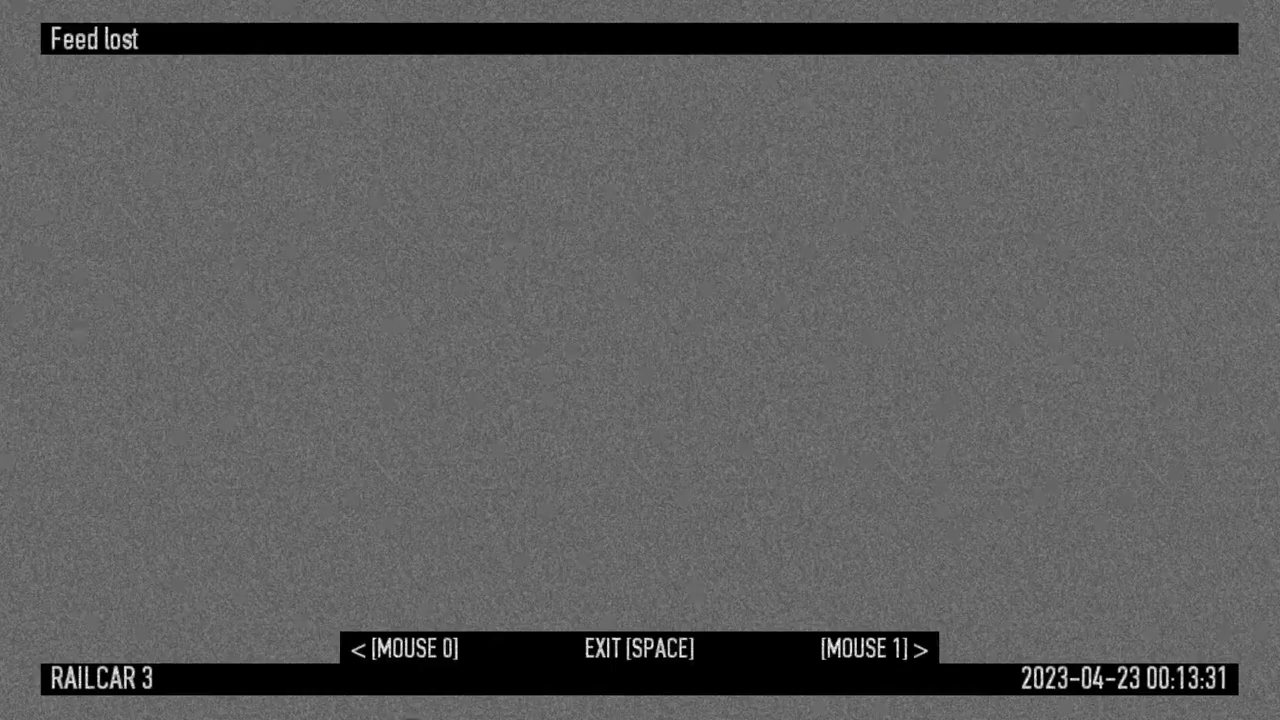 Feed lost
< [MOUSE 0] EXIT [SPACE] [MOUSE 1] >
RAILCAR 3 2023-04-23 00:13:31